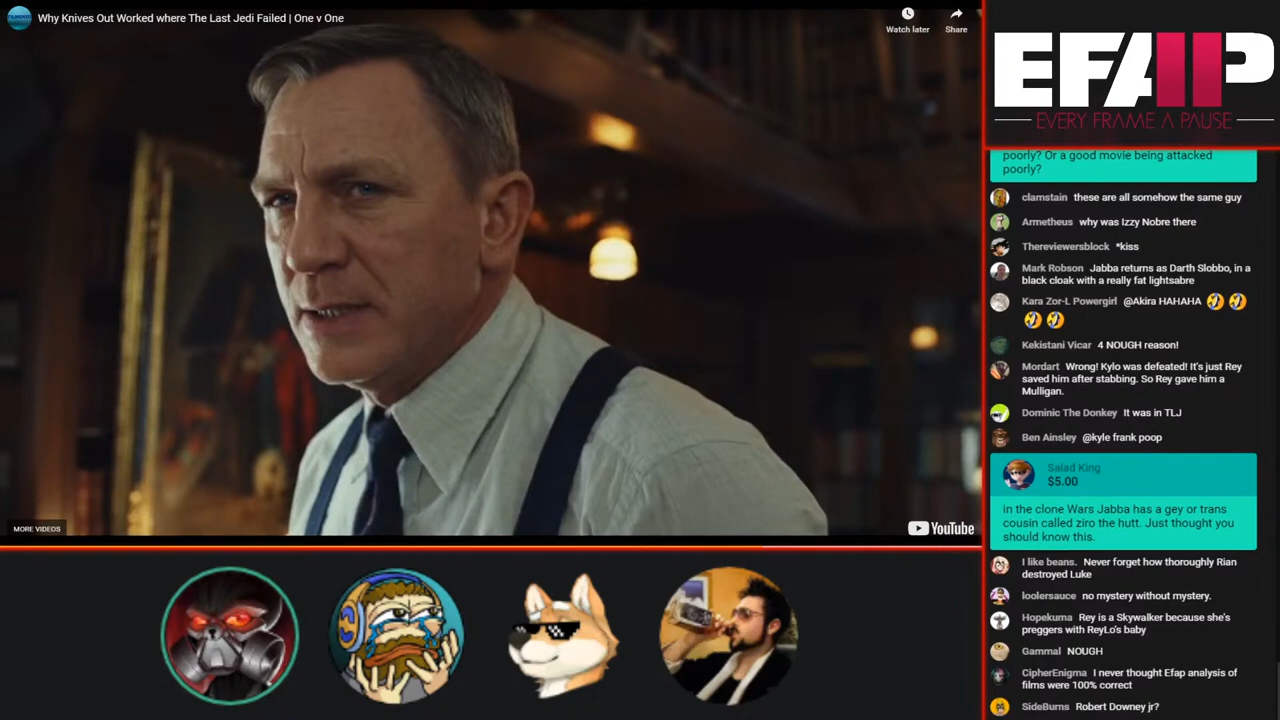 Why Knives Out Worked where The Last Jedi Failed | One v One
Watch later
Share
MORE VIDEOS
YouTube
EFAP
EVERY FRAME A PAUSE
poorly? Or a good movie being attacked
poorly?
clamstain these are all somehow the same guy
Armetheus why was Izzy Nobre there
Thereviewersblock *kiss
Mark Robson Jabba returns as Darth Slobbo, in a
black cloak with a really fat lightsabre
Kara Zor-L Powergirl @Akira HAHAHA 🤣 🤣
🤣 🤣
Kekistani Vicar 4 NOUGH reason!
Mordart Wrong! Kylo was defeated! It's just Rey
saved him after stabbing. So Rey gave him a
Mulligan.
Dominic The Donkey It was in TLJ
Ben Ainsley @kyle frank poop
Salad King
$5.00
in the clone Wars Jabba has a gey or trans
cousin called ziro the hutt. Just thought you
should know this.
I like beans. Never forget how thoroughly Rian
destroyed Luke
loolersauce no mystery without mystery.
Hopekuma Rey is a Skywalker because she's
preggers with ReyLo's baby
Gammal NOUGH
CipherEnigma I never thought Efap analysis of
films were 100% correct
SideBurns Robert Downey jr?